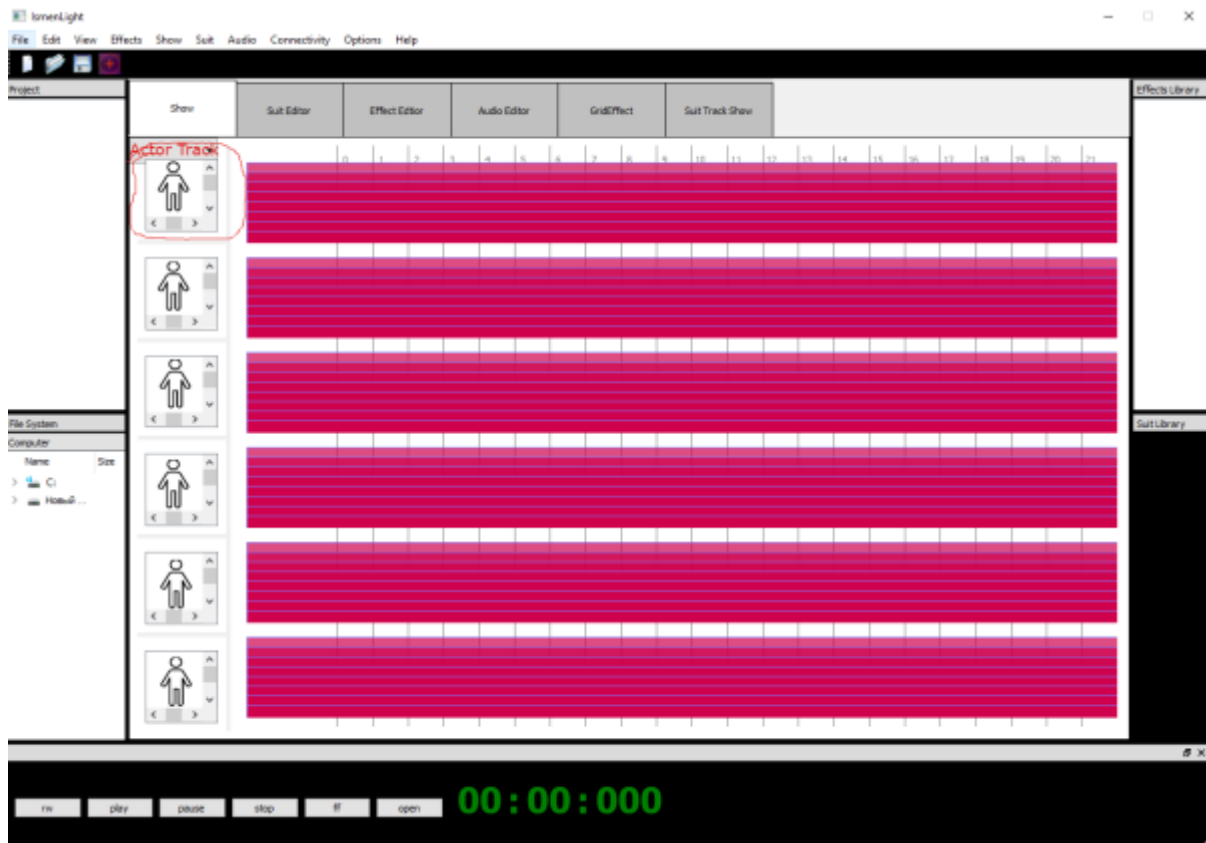 IsmenLight
File Edit View Effects Show Suit Audio Connectivity Options Help
Project
Show Suit Editor Effect Editor Audio Editor GridEffect Suit Track Show
Effects Library
Actor Track
0 1 2 3 4 5 6 7 8 9 10 11 12 13 14 15 16 17 18 19 20 21
File System
Computer
Name Size
C:
Новый ...
Suit Library
rw play pause stop ff open 00:00:000